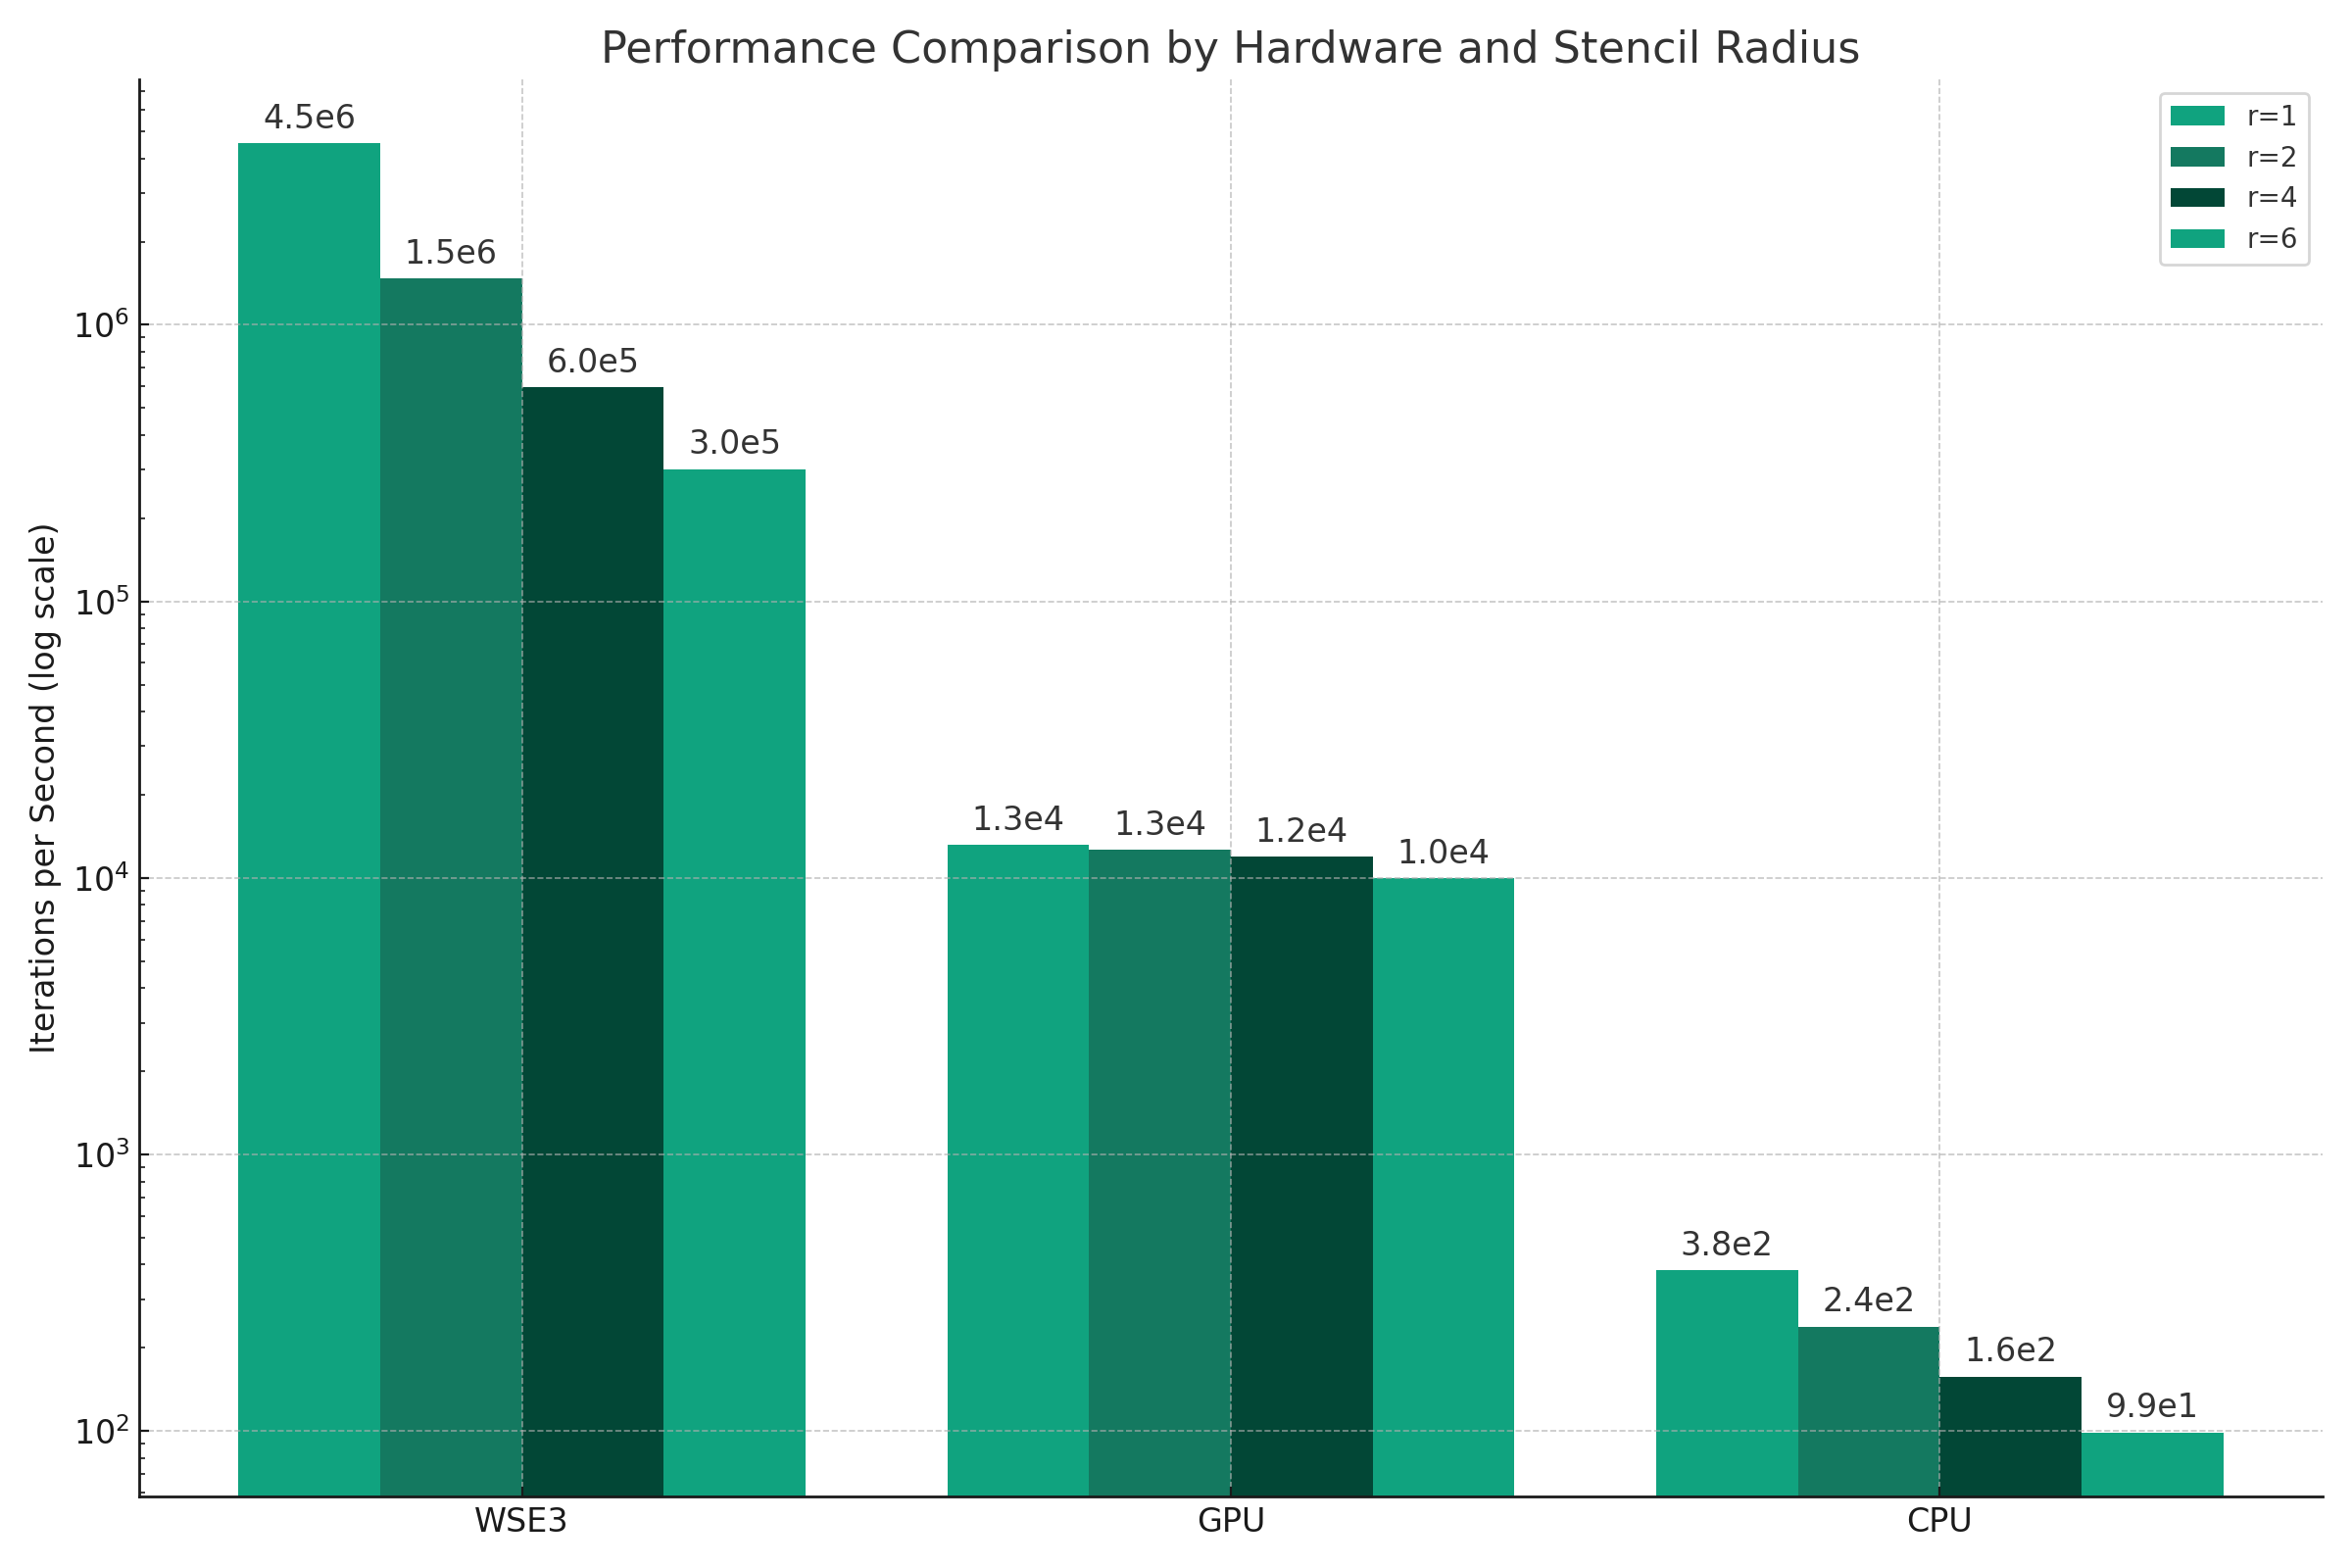 Performance Comparison by Hardware and Stencil Radius
r=1
r=2
r=4
r=6
Iterations per Second (log scale)
10⁶
10⁵
10⁴
10³
10²
4.5e6
1.5e6
6.0e5
3.0e5
1.3e4
1.3e4
1.2e4
1.0e4
3.8e2
2.4e2
1.6e2
9.9e1
WSE3
GPU
CPU